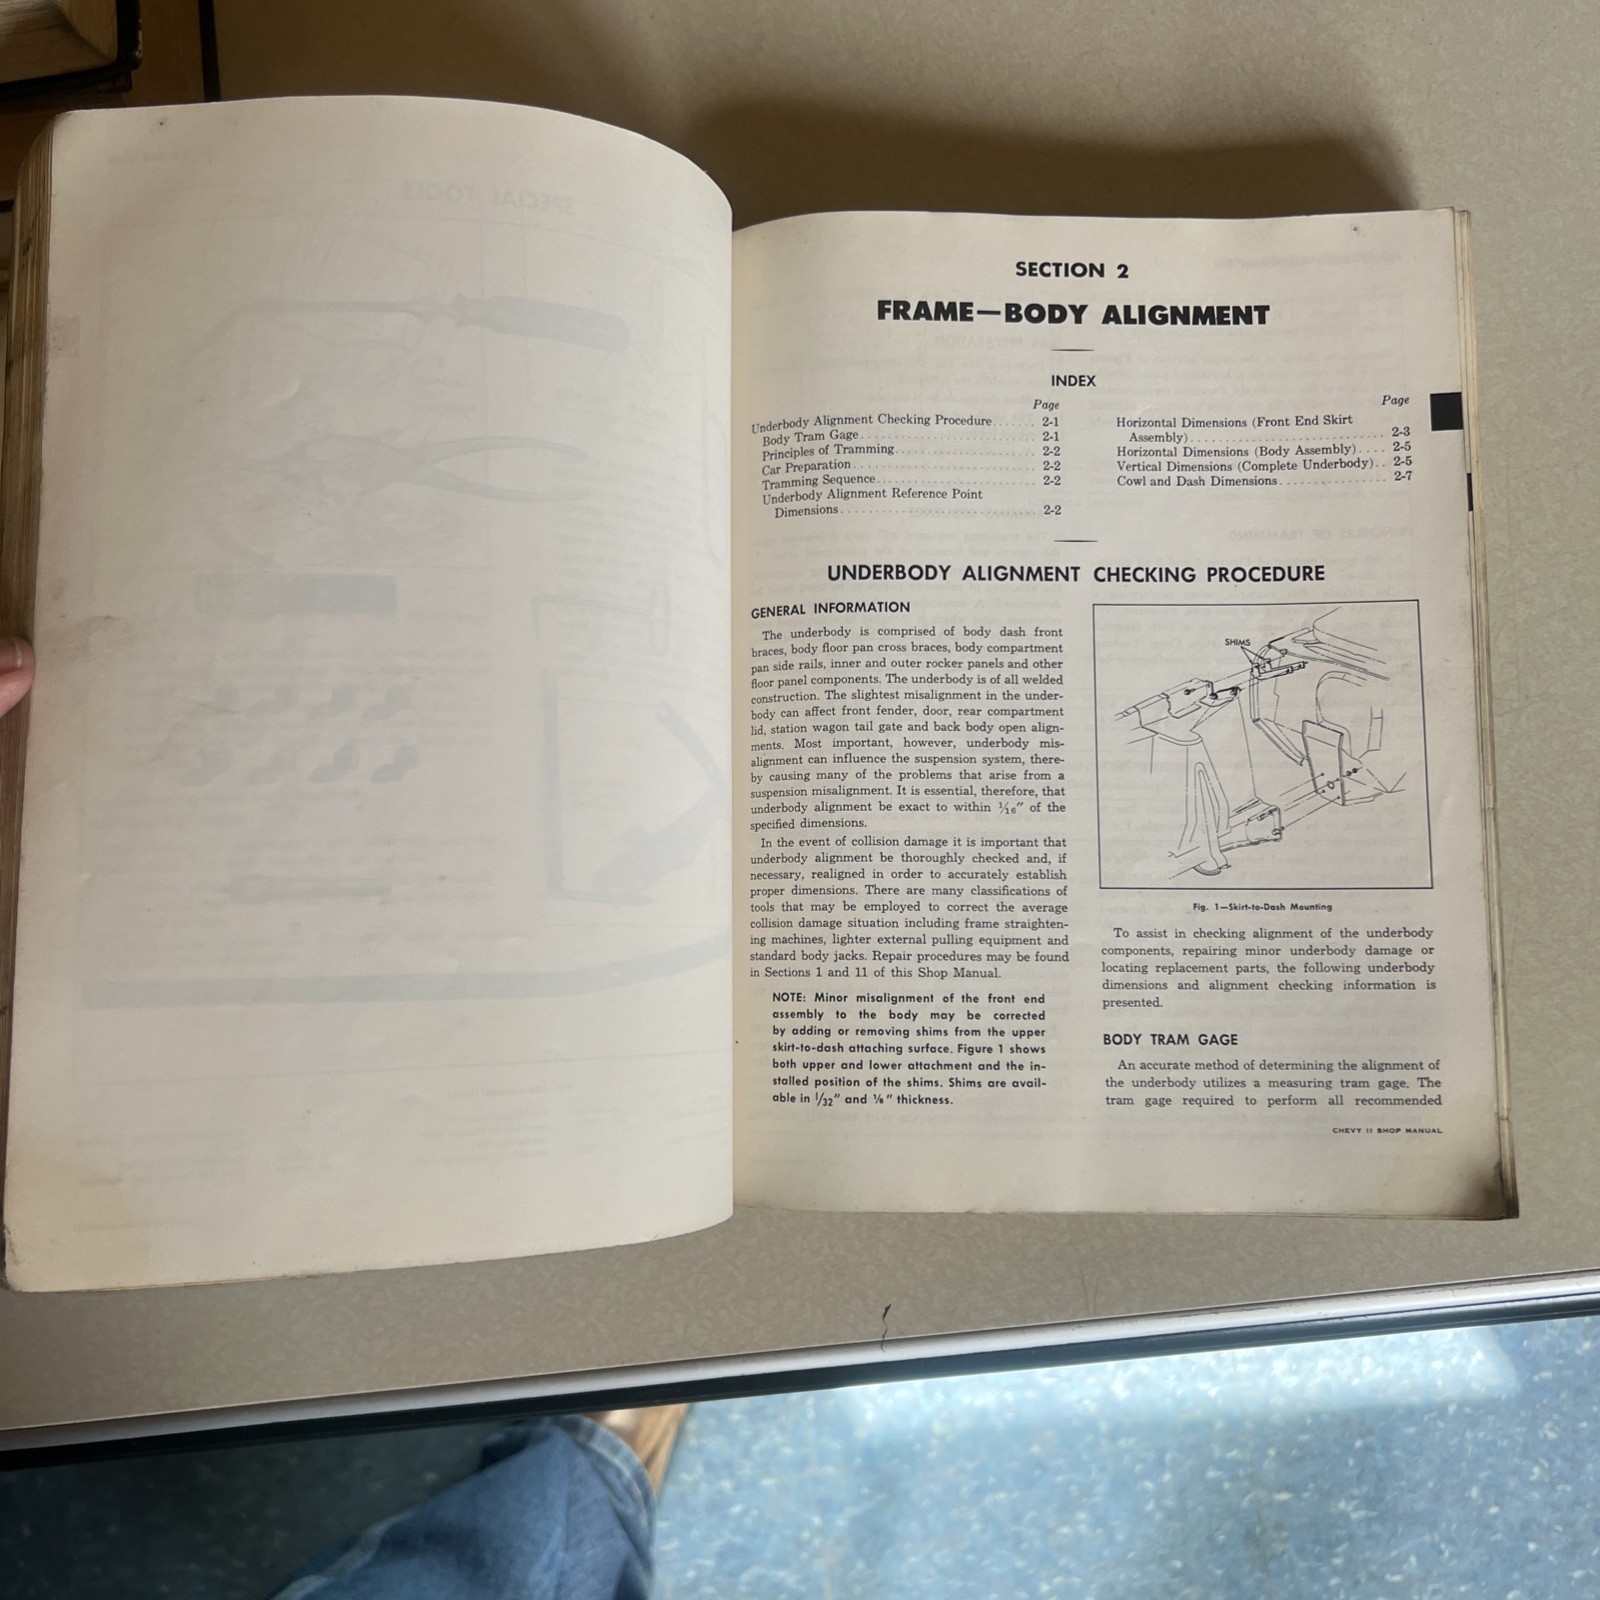 SPECIAL TOOLS
SECTION 2
FRAME—BODY ALIGNMENT
INDEX
Page
Underbody Alignment Checking Procedure....... 2-1
Body Tram Gage............................ 2-1
Principles of Tramming....................... 2-2
Car Preparation............................. 2-2
Tramming Sequence......................... 2-2
Underbody Alignment Reference Point
Dimensions............................... 2-2
Page
Horizontal Dimensions (Front End Skirt
Assembly)............................... 2-3
Horizontal Dimensions (Body Assembly).... 2-5
Vertical Dimensions (Complete Underbody).. 2-5
Cowl and Dash Dimensions................ 2-7
UNDERBODY ALIGNMENT CHECKING PROCEDURE
GENERAL INFORMATION
The underbody is comprised of body dash front
braces, body floor pan cross braces, body compartment
pan side rails, inner and outer rocker panels and other
floor panel components. The underbody is of all welded
construction. The slightest misalignment in the under-
body can affect front fender, door, rear compartment
lid, station wagon tail gate and back body open align-
ments. Most important, however, underbody mis-
alignment can influence the suspension system, there-
by causing many of the problems that arise from a
suspension misalignment. It is essential, therefore, that
underbody alignment be exact to within 1/16″ of the
specified dimensions.
In the event of collision damage it is important that
underbody alignment be thoroughly checked and, if
necessary, realigned in order to accurately establish
proper dimensions. There are many classifications of
tools that may be employed to correct the average
collision damage situation including frame straighten-
ing machines, lighter external pulling equipment and
standard body jacks. Repair procedures may be found
in Sections 1 and 11 of this Shop Manual.
NOTE: Minor misalignment of the front end
assembly to the body may be corrected
by adding or removing shims from the upper
skirt-to-dash attaching surface. Figure 1 shows
both upper and lower attachment and the in-
stalled position of the shims. Shims are avail-
able in 1/32″ and 1/8″ thickness.
SHIMS
Fig. 1—Skirt-to-Dash Mounting
To assist in checking alignment of the underbody
components, repairing minor underbody damage or
locating replacement parts, the following underbody
dimensions and alignment checking information is
presented.
BODY TRAM GAGE
An accurate method of determining the alignment of
the underbody utilizes a measuring tram gage. The
tram gage required to perform all recommended
CHEVY II SHOP MANUAL